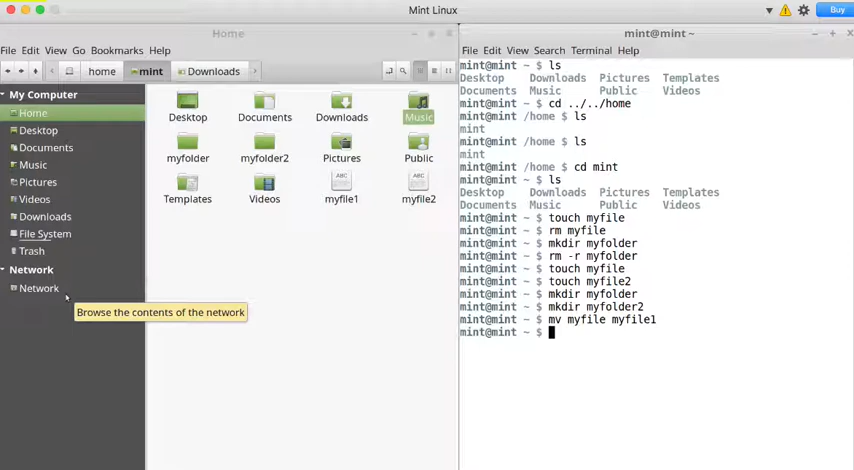 Mint Linux
Buy
Home
File Edit View Go Bookmarks Help
home mint Downloads
My Computer
Home
Desktop
Documents
Music
Pictures
Videos
Downloads
File System
Trash
Network
Network
Browse the contents of the network
Desktop Documents Downloads Music
myfolder myfolder2 Pictures Public
ABC ABC
Templates Videos myfile1 myfile2
mint@mint ~
File Edit View Search Terminal Help
mint@mint ~ $ ls
Desktop Downloads Pictures Templates
Documents Music Public Videos
mint@mint ~ $ cd ../../home
mint@mint /home $ ls
mint
mint@mint /home $ ls
mint
mint@mint /home $ cd mint
mint@mint ~ $ ls
Desktop Downloads Pictures Templates
Documents Music Public Videos
mint@mint ~ $ touch myfile
mint@mint ~ $ rm myfile
mint@mint ~ $ mkdir myfolder
mint@mint ~ $ rm -r myfolder
mint@mint ~ $ touch myfile
mint@mint ~ $ touch myfile2
mint@mint ~ $ mkdir myfolder
mint@mint ~ $ mkdir myfolder2
mint@mint ~ $ mv myfile myfile1
mint@mint ~ $